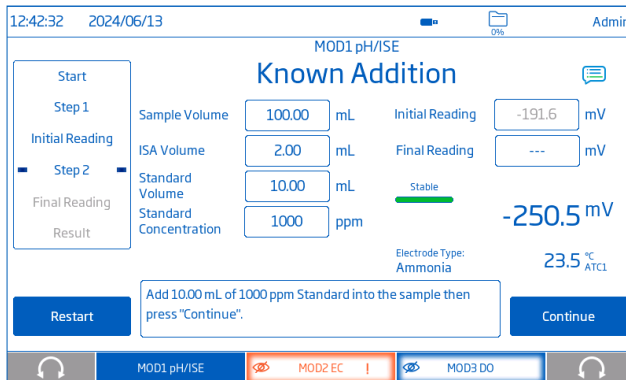 12:42:32 2024/06/13
0%
Admin
MOD1 pH/ISE
Known Addition
Start
Step 1
Initial Reading
Step 2
Final Reading
Result
Sample Volume 100.00 mL
ISA Volume 2.00 mL
Standard
Volume
10.00 mL
Standard
Concentration
1000 ppm
Initial Reading -191.6 mV
Final Reading --- mV
Stable
-250.5 mV
Electrode Type:
Ammonia
23.5 °C
ATC1
Restart
Add 10.00 mL of 1000 ppm Standard into the sample then
press "Continue".
Continue
MOD1 pH/ISE
MOD2 EC !
MOD3 DO